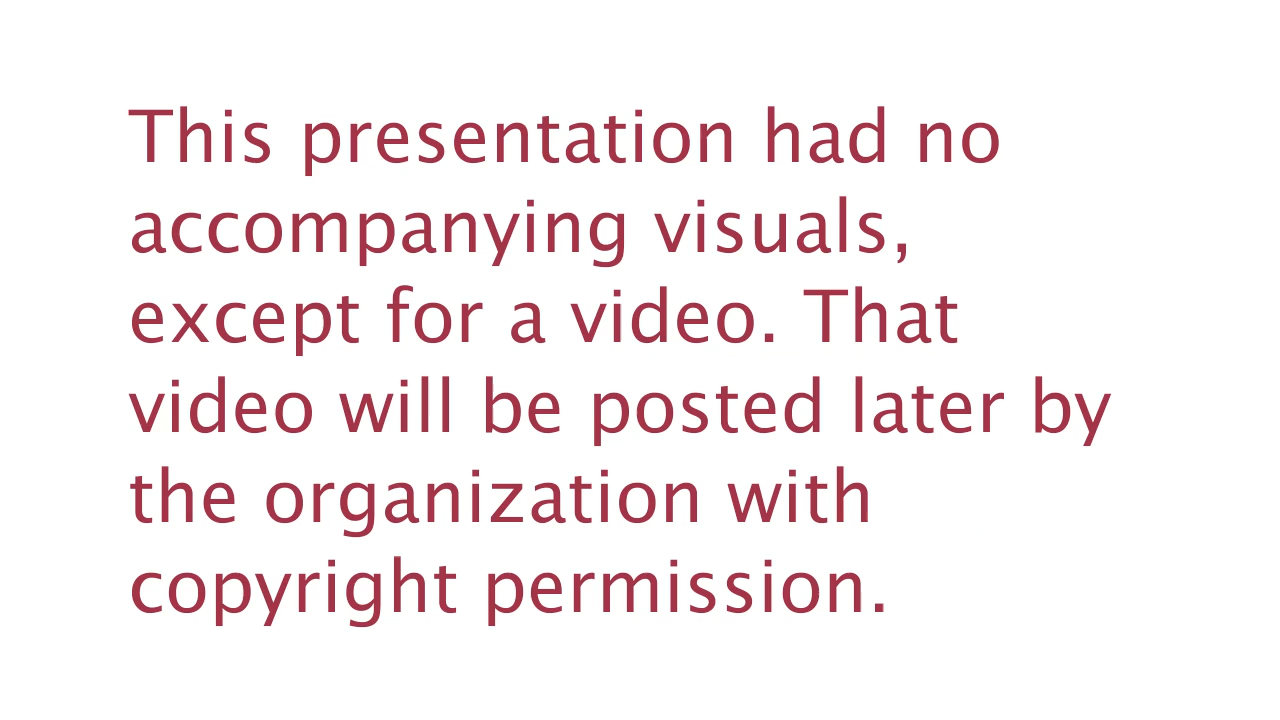 This presentation had no
accompanying visuals,
except for a video. That
video will be posted later by
the organization with
copyright permission.